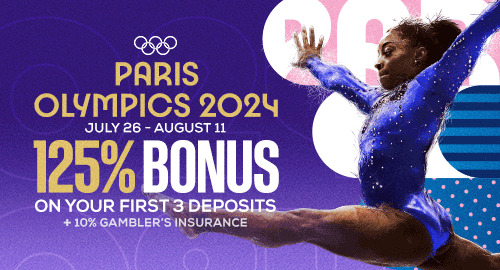 PARIS
OLYMPICS 2024
JULY 26 - AUGUST 11
125% BONUS
ON YOUR FIRST 3 DEPOSITS
+ 10% GAMBLER'S INSURANCE